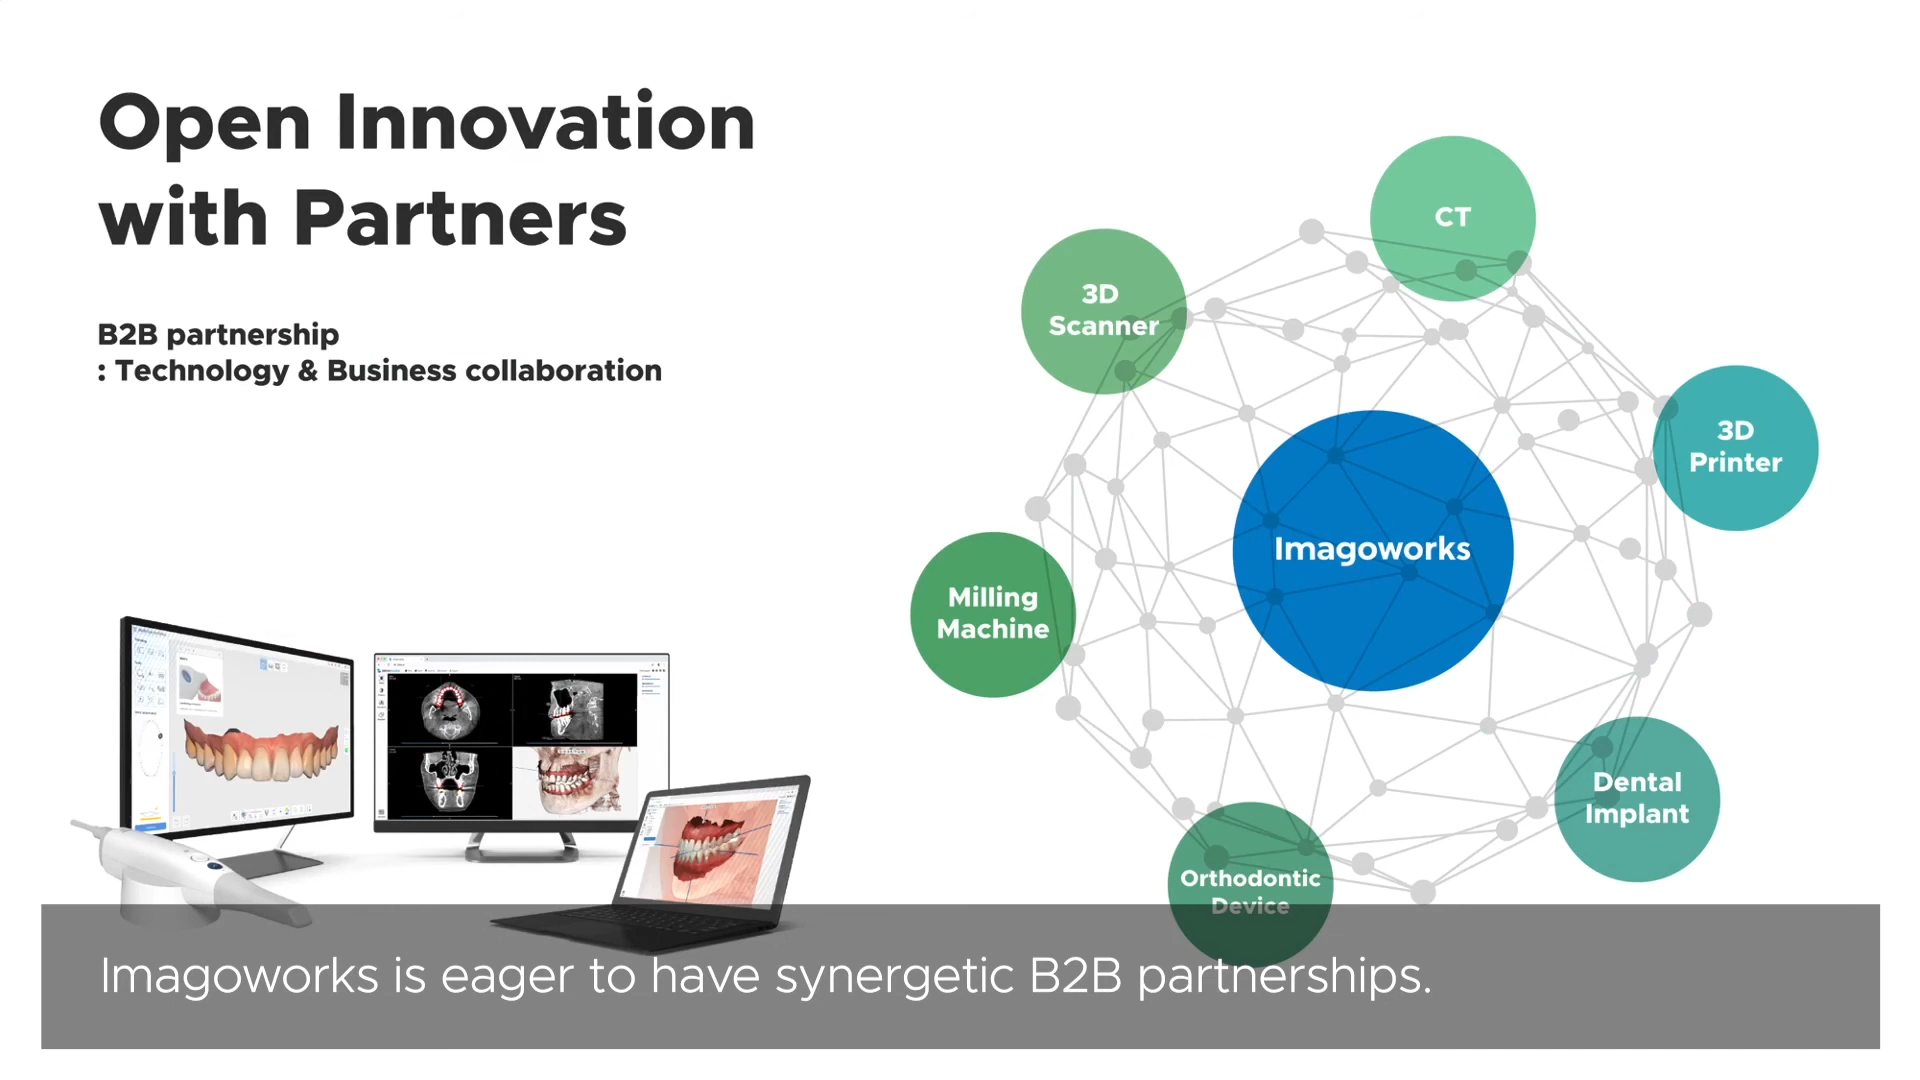 Open Innovation
with Partners
B2B partnership
: Technology & Business collaboration
CT
3D
Scanner
3D
Printer
Imagoworks
Milling
Machine
Dental
Implant
Orthodontic
Device
Imagoworks is eager to have synergetic B2B partnerships.